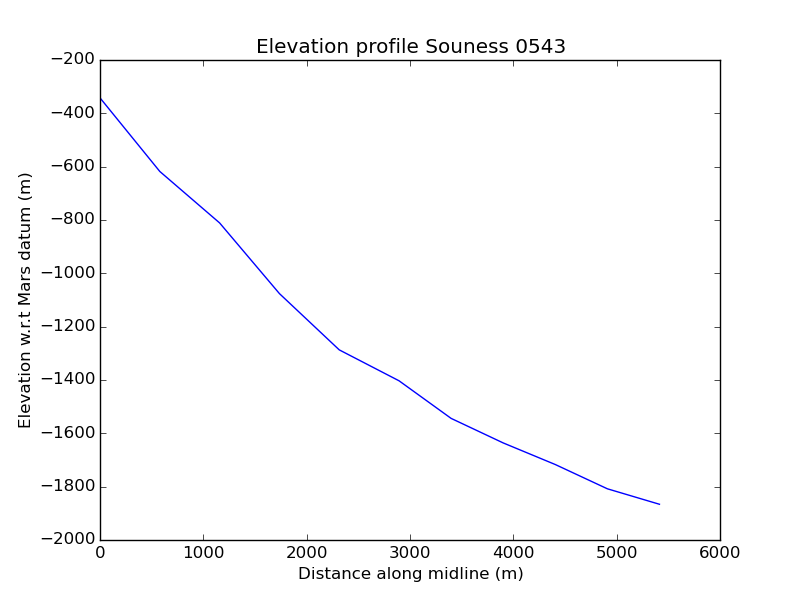 Elevation profile Souness 0543
−200
−400
−600
−800
−1000
−1200
−1400
−1600
−1800
−2000
Elevation w.r.t Mars datum (m)
0 1000 2000 3000 4000 5000 6000
Distance along midline (m)